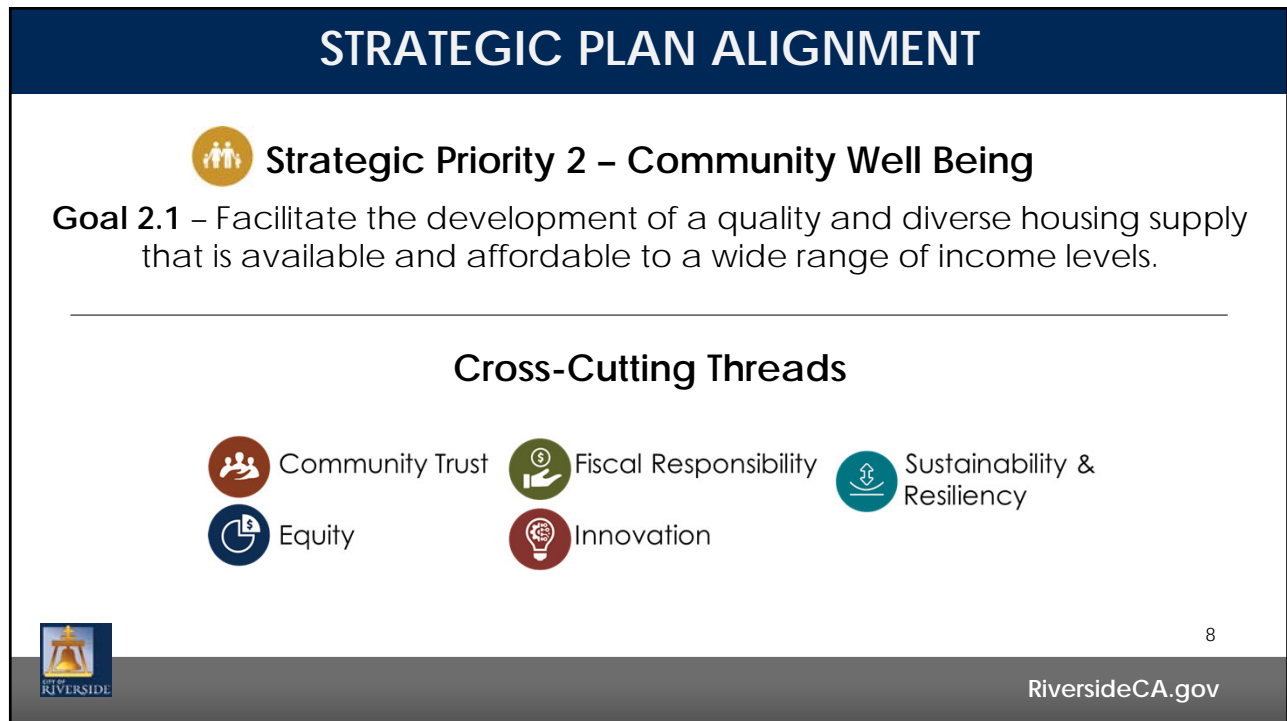 STRATEGIC PLAN ALIGNMENT
Strategic Priority 2 – Community Well Being
Goal 2.1 – Facilitate the development of a quality and diverse housing supply
that is available and affordable to a wide range of income levels.
Cross-Cutting Threads
Community Trust
Fiscal Responsibility
Sustainability &
Resiliency
Equity
Innovation
8
CITY OF
RIVERSIDE
RiversideCA.gov